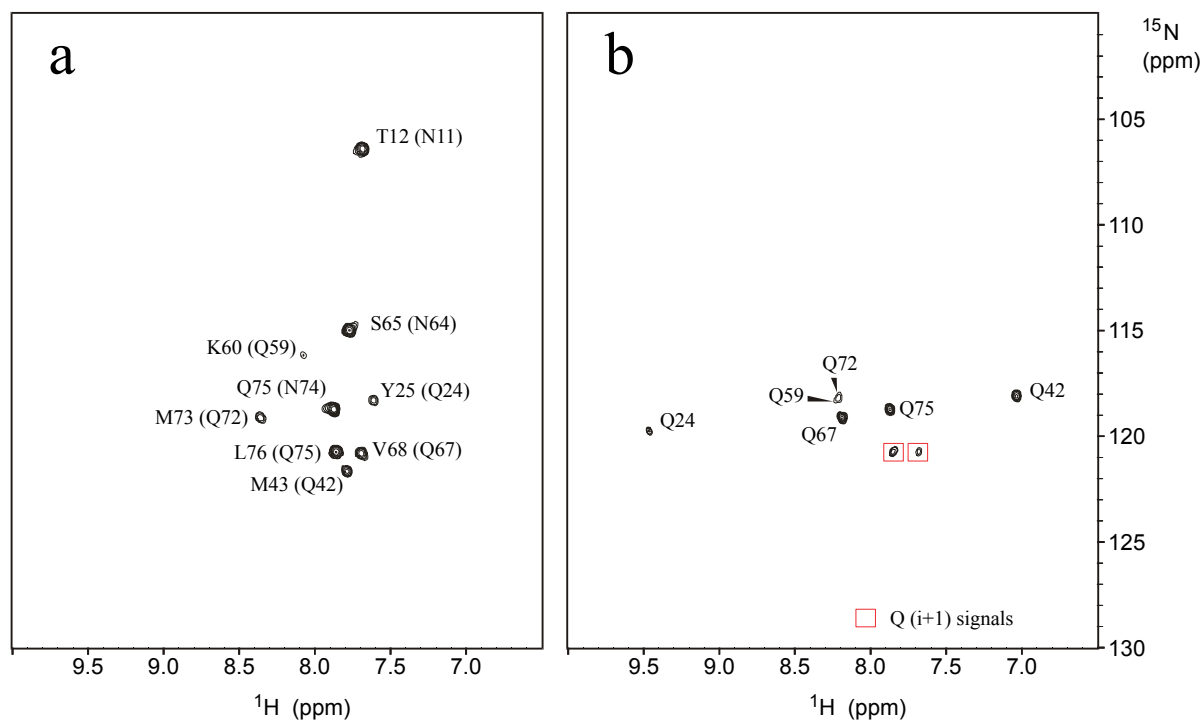 a
b
15N
(ppm)
T12 (N11)
S65 (N64)
K60 (Q59)
Q75 (N74)
Y25 (Q24)
M73 (Q72)
L76 (Q75)
V68 (Q67)
M43 (Q42)
Q72
Q59
Q24
Q67
Q75
Q42
Q (i+1) signals
105
110
115
120
125
130
9.5 9.0 8.5 8.0 7.5 7.0
9.5 9.0 8.5 8.0 7.5 7.0
1H (ppm)
1H (ppm)